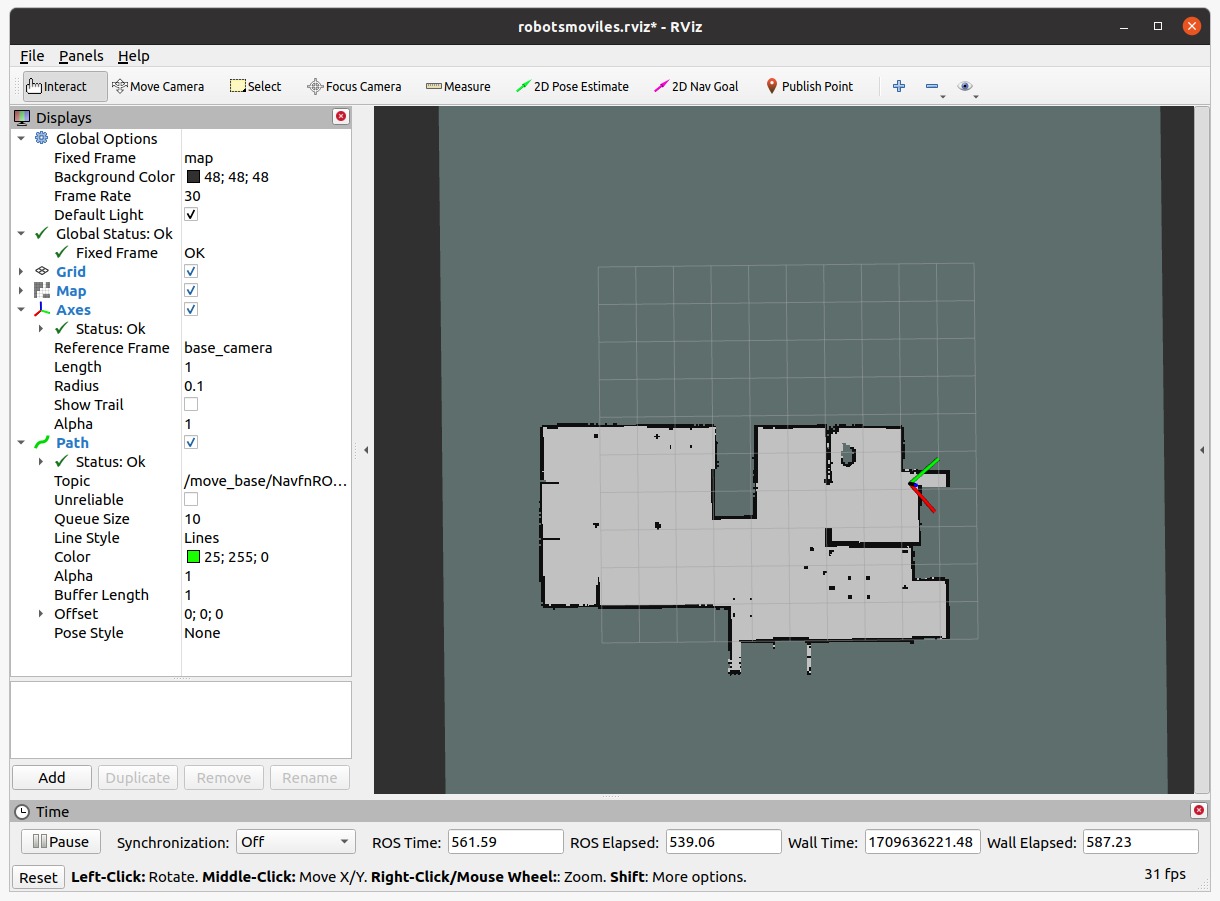 robotsmoviles.rviz* - RViz
File Panels Help
Interact Move Camera Select Focus Camera Measure 2D Pose Estimate 2D Nav Goal Publish Point
Displays
Global Options
Fixed Frame map
Background Color 48; 48; 48
Frame Rate 30
Default Light
Global Status: Ok
Fixed Frame OK
Grid
Map
Axes
Status: Ok
Reference Frame base_camera
Length 1
Radius 0.1
Show Trail
Alpha 1
Path
Status: Ok
Topic /move_base/NavfnRO...
Unreliable
Queue Size 10
Line Style Lines
Color 25; 255; 0
Alpha 1
Buffer Length 1
Offset 0; 0; 0
Pose Style None
Add Duplicate Remove Rename
Time
Pause Synchronization: Off ROS Time: 561.59 ROS Elapsed: 539.06 Wall Time: 1709636221.48 Wall Elapsed: 587.23
Reset Left-Click: Rotate. Middle-Click: Move X/Y. Right-Click/Mouse Wheel:: Zoom. Shift: More options. 31 fps